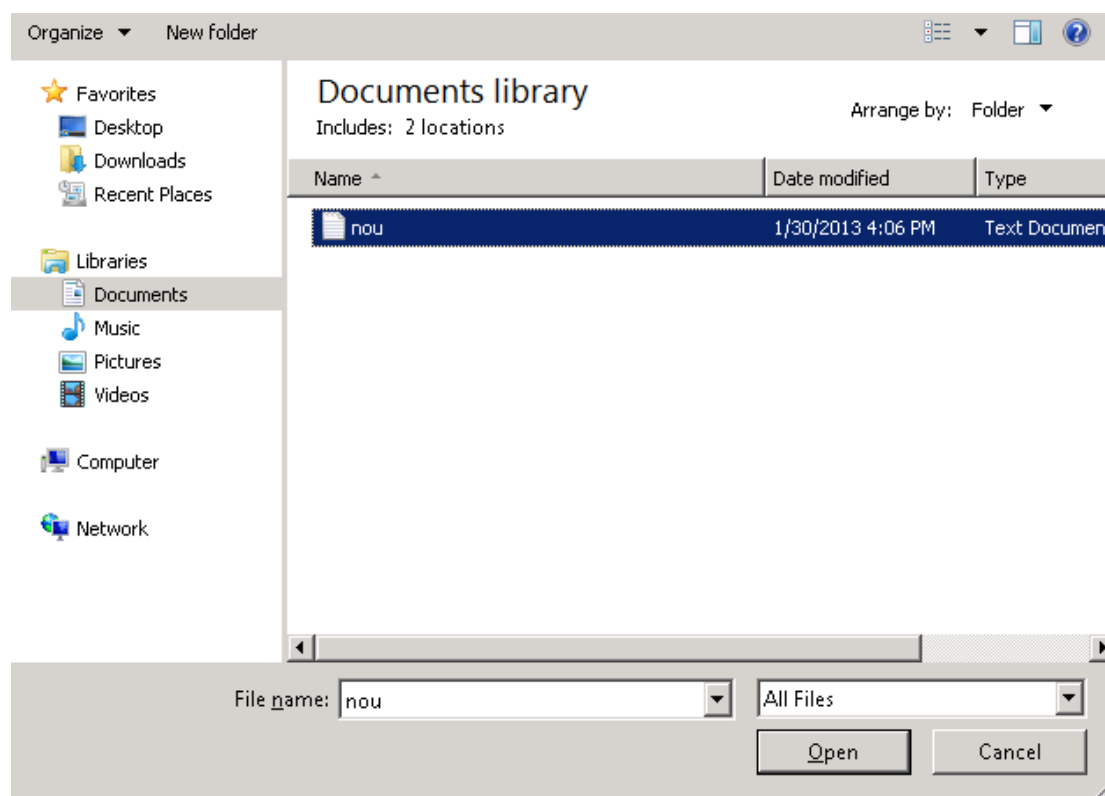 Organize New folder
Favorites
Desktop
Downloads
Recent Places
Libraries
Documents
Music
Pictures
Videos
Computer
Network
Documents library
Includes: 2 locations
Arrange by: Folder
Name Date modified Type
nou 1/30/2013 4:06 PM Text Documen
File name: nou All Files
Open Cancel